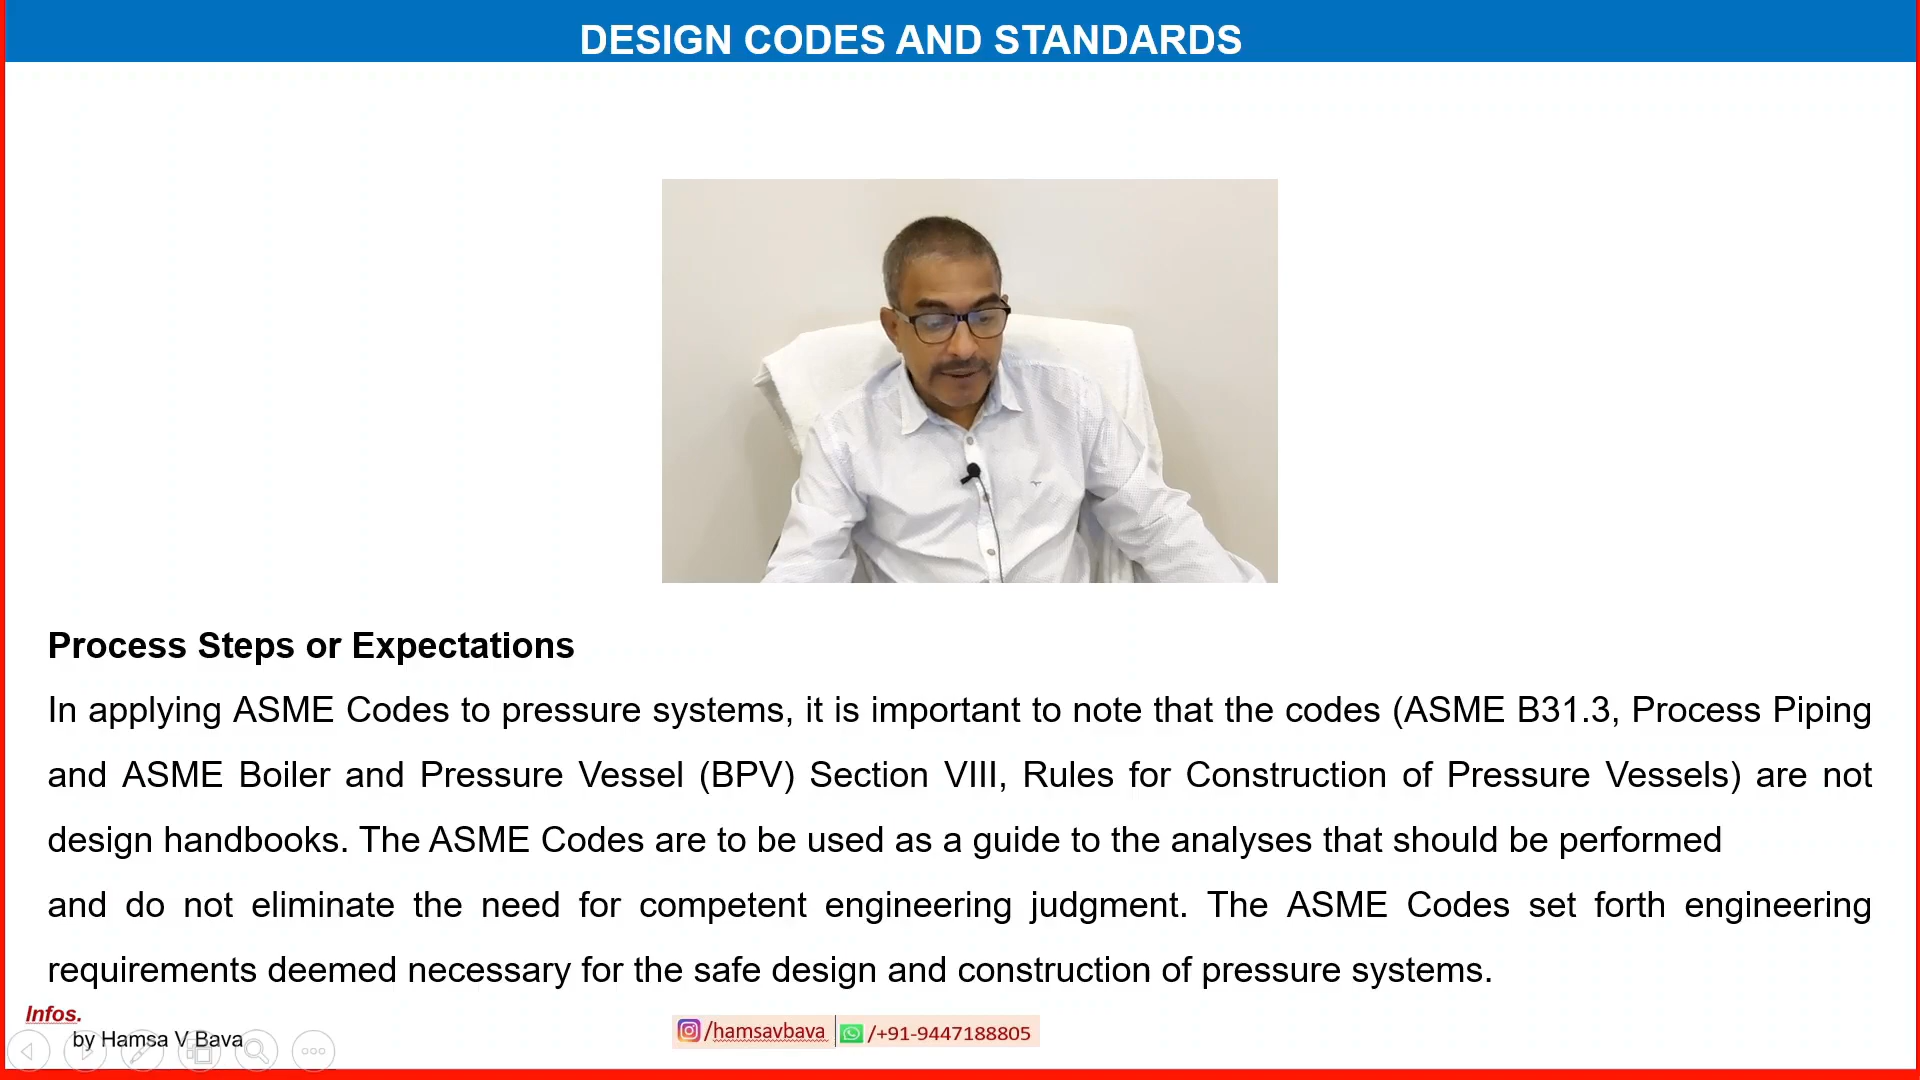 DESIGN CODES AND STANDARDS
Process Steps or Expectations
In applying ASME Codes to pressure systems, it is important to note that the codes (ASME B31.3, Process Piping
and ASME Boiler and Pressure Vessel (BPV) Section VIII, Rules for Construction of Pressure Vessels) are not
design handbooks. The ASME Codes are to be used as a guide to the analyses that should be performed
and do not eliminate the need for competent engineering judgment. The ASME Codes set forth engineering
requirements deemed necessary for the safe design and construction of pressure systems.
Infos.
by Hamsa V Bava
/hamsavbava /+91-9447188805